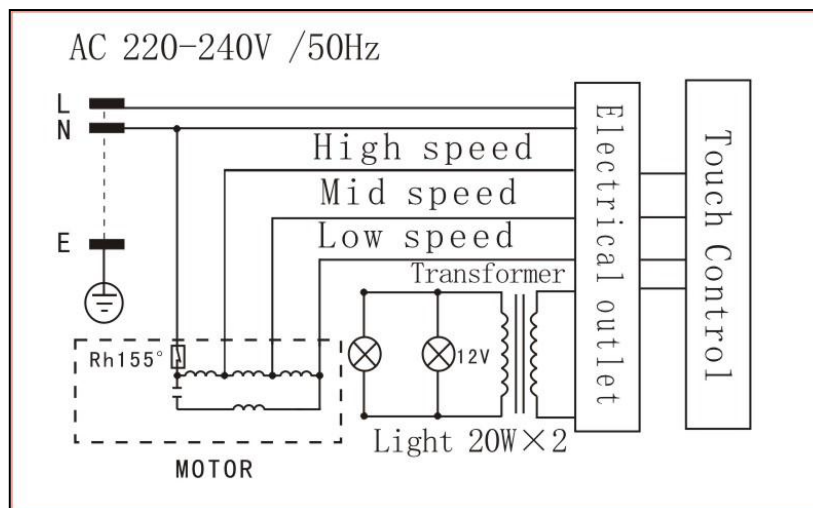 AC 220-240V /50Hz
L
N
E
High speed
Mid speed
Low speed
Transformer
Rh155°
12V
Light 20W×2
MOTOR
Electrical outlet
Touch Control